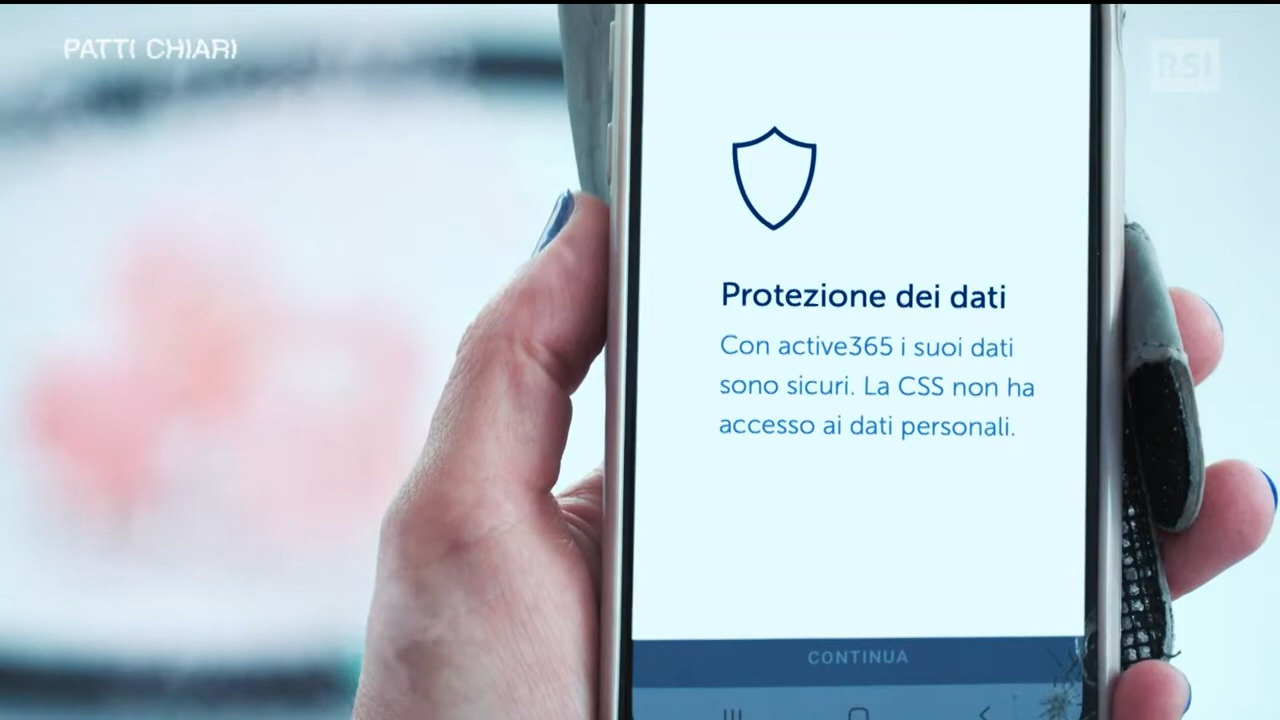 PATTI CHIARI
RSI
Protezione dei dati
Con active365 i suoi dati
sono sicuri. La CSS non ha
accesso ai dati personali.
CONTINUA